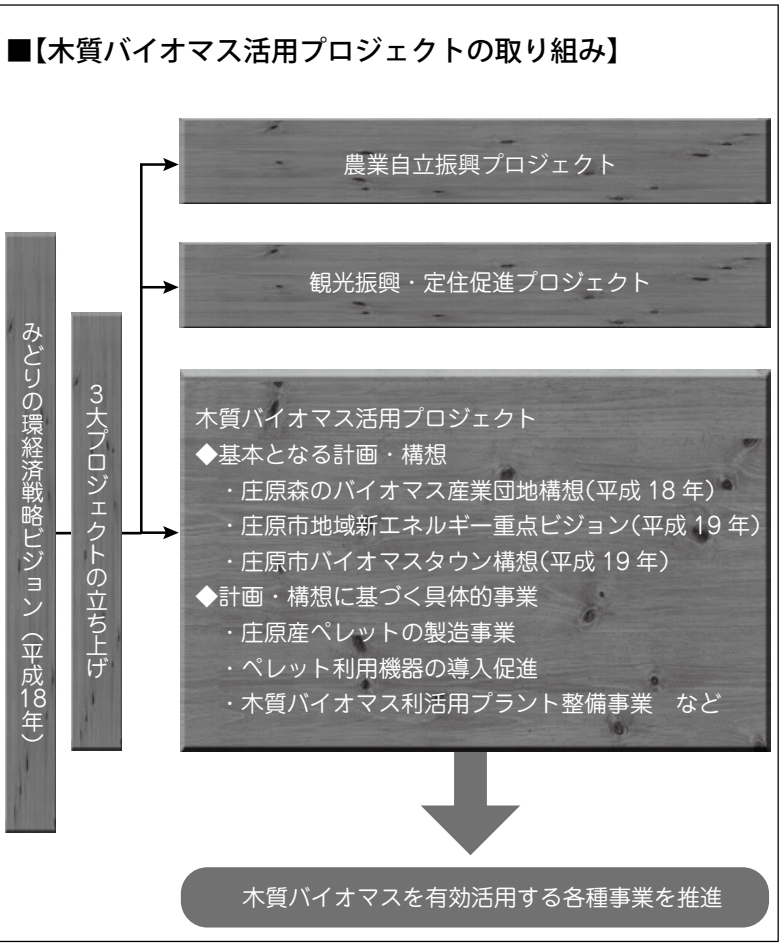 ■【木質バイオマス活用プロジェクトの取り組み】
みどりの環経済戦略ビジョン（平成18年）
3大プロジェクトの立ち上げ
農業自立振興プロジェクト
観光振興・定住促進プロジェクト
木質バイオマス活用プロジェクト
◆基本となる計画・構想
・庄原森のバイオマス産業団地構想(平成 18 年)
・庄原市地域新エネルギー重点ビジョン(平成 19 年)
・庄原市バイオマスタウン構想(平成 19 年)
◆計画・構想に基づく具体的事業
・庄原産ペレットの製造事業
・ペレット利用機器の導入促進
・木質バイオマス利活用プラント整備事業　など
木質バイオマスを有効活用する各種事業を推進